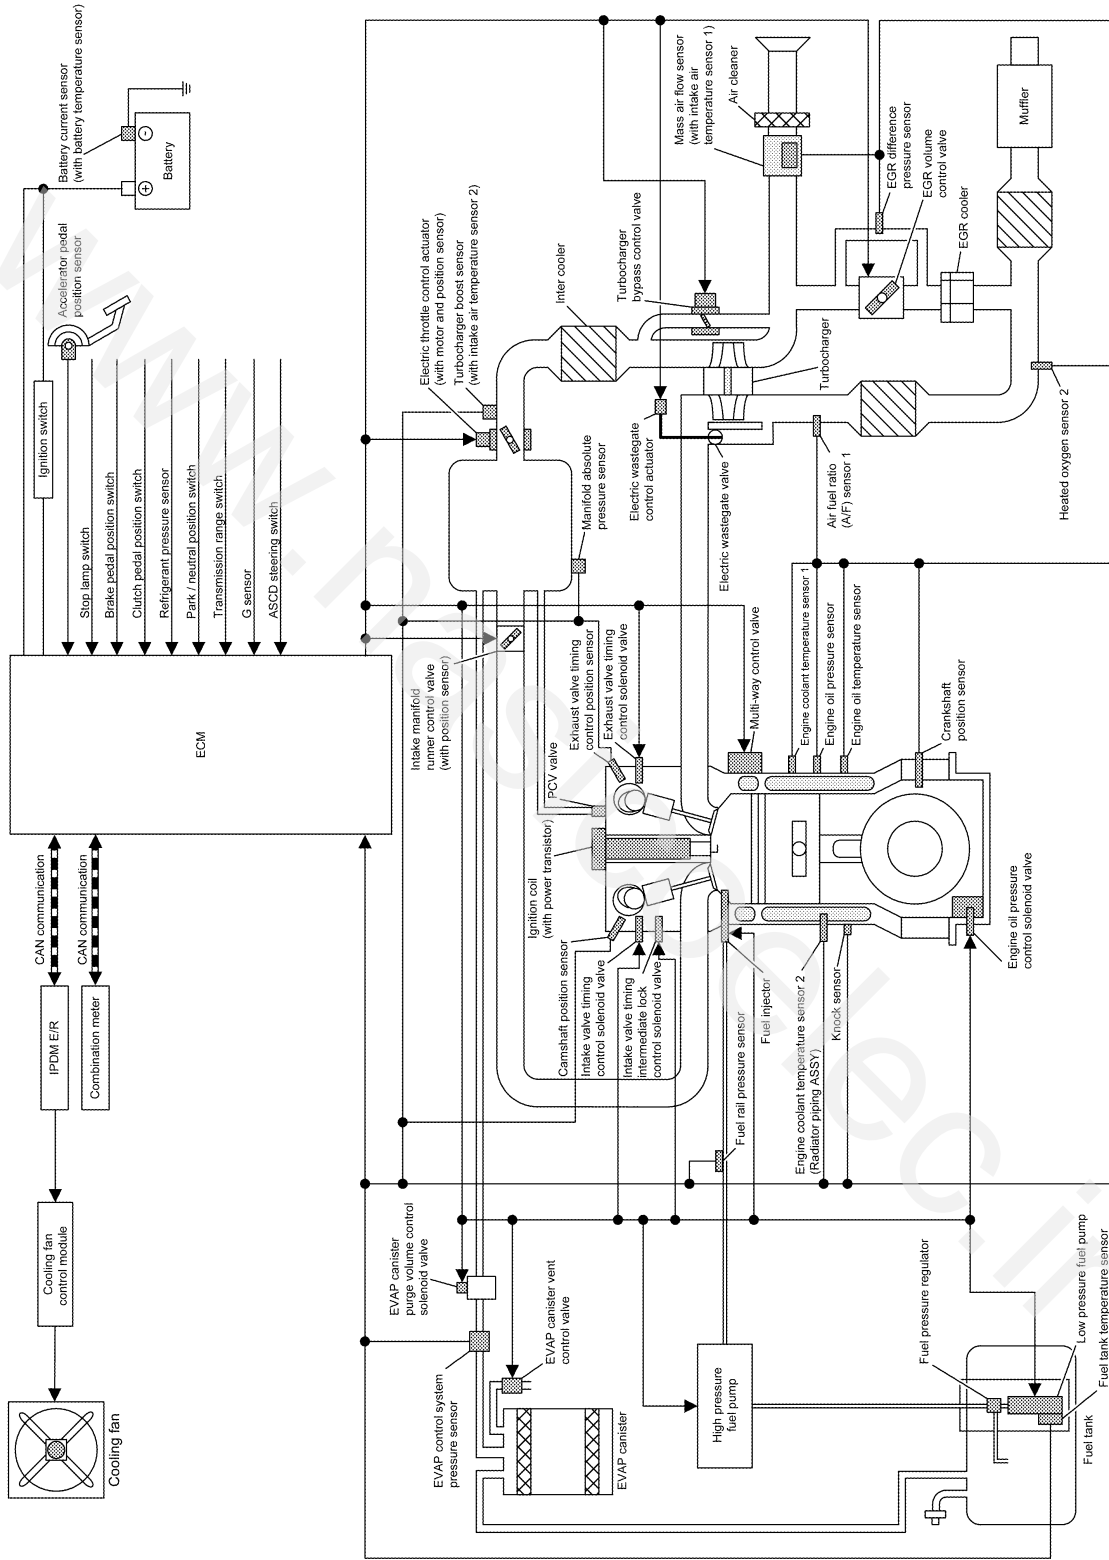 Battery current sensor
(with battery temperature sensor)
Battery
Accelerator pedal
position sensor
Ignition switch
Stop lamp switch
Brake pedal position switch
Clutch pedal position switch
Refrigerant pressure sensor
Park / neutral position switch
Transmission range switch
G sensor
ASCD steering switch
ECM
CAN communication
CAN communication
IPDM E/R
Combination meter
Cooling fan
control module
Cooling fan
Electric throttle control actuator
(with motor and position sensor)
Turbocharger boost sensor
(with intake air temperature sensor 2)
Inter cooler
Turbocharger
bypass control valve
Mass air flow sensor
(with intake air
temperature sensor 1)
Air cleaner
EGR difference
pressure sensor
EGR volume
control valve
EGR cooler
Muffler
Turbocharger
Manifold absolute
pressure sensor
Electric wastegate
control actuator
Electric wastegate valve
Air fuel ratio
(A/F) sensor 1
Heated oxygen sensor 2
Intake manifold
runner control valve
(with position sensor)
PCV valve
Exhaust valve timing
control position sensor
Exhaust valve timing
control solenoid valve
Multi-way control valve
Engine coolant temperature sensor 1
Engine oil pressure sensor
Engine oil temperature sensor
Crankshaft
position sensor
Ignition coil
(with power transistor)
Camshaft position sensor
Intake valve timing
control solenoid valve
Intake valve timing
intermediate lock
control solenoid valve
Fuel rail pressure sensor
Fuel injector
Engine coolant temperature sensor 2
(Radiator piping ASSY)
Knock sensor
Engine oil pressure
control solenoid valve
EVAP canister
purge volume control
solenoid valve
EVAP canister vent
control valve
EVAP control system
pressure sensor
EVAP canister
High pressure
fuel pump
Fuel pressure regulator
Low pressure fuel pump
Fuel tank temperature sensor
Fuel tank